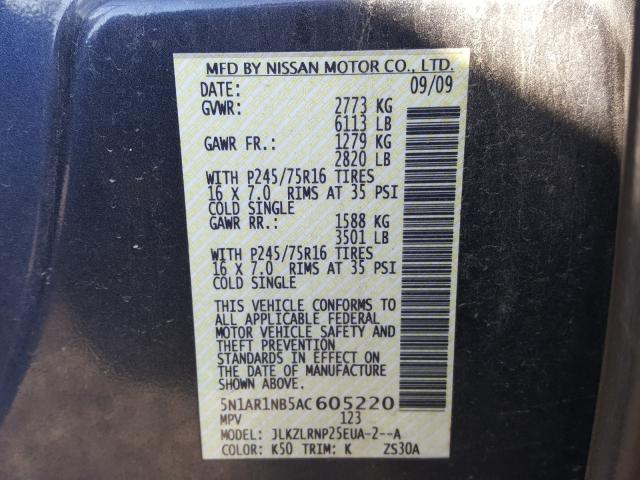 MFD BY NISSAN MOTOR CO., LTD.
DATE: 09/09
GVWR: 2773 KG
6113 LB
GAWR FR.: 1279 KG
2820 LB
WITH P245/75R16 TIRES
16 X 7.0 RIMS AT 35 PSI
COLD SINGLE
GAWR RR.: 1588 KG
3501 LB
WITH P245/75R16 TIRES
16 X 7.0 RIMS AT 35 PSI
COLD SINGLE
THIS VEHICLE CONFORMS TO
ALL APPLICABLE FEDERAL
MOTOR VEHICLE SAFETY AND
THEFT PREVENTION
STANDARDS IN EFFECT ON
THE DATE OF MANUFACTURE
SHOWN ABOVE.
5N1AR1NB5AC605220
MPV 123
MODEL: JLKZLRNP25EUA-2--A
COLOR: K50 TRIM: K ZS30A